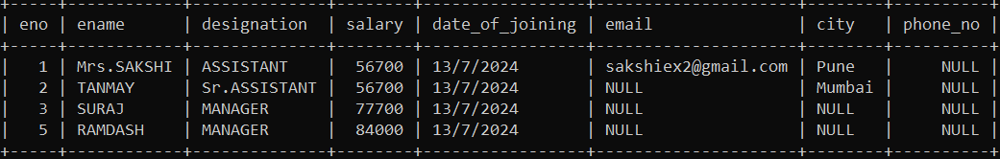 | eno | ename | designation | salary | date_of_joining | email | city | phone_no |
| 1 | Mrs.SAKSHI | ASSISTANT | 56700 | 13/7/2024 | sakshiex2@gmail.com | Pune | NULL |
| 2 | TANMAY | Sr.ASSISTANT | 56700 | 13/7/2024 | NULL | Mumbai | NULL |
| 3 | SURAJ | MANAGER | 77700 | 13/7/2024 | NULL | NULL | NULL |
| 5 | RAMDASH | MANAGER | 84000 | 13/7/2024 | NULL | NULL | NULL |